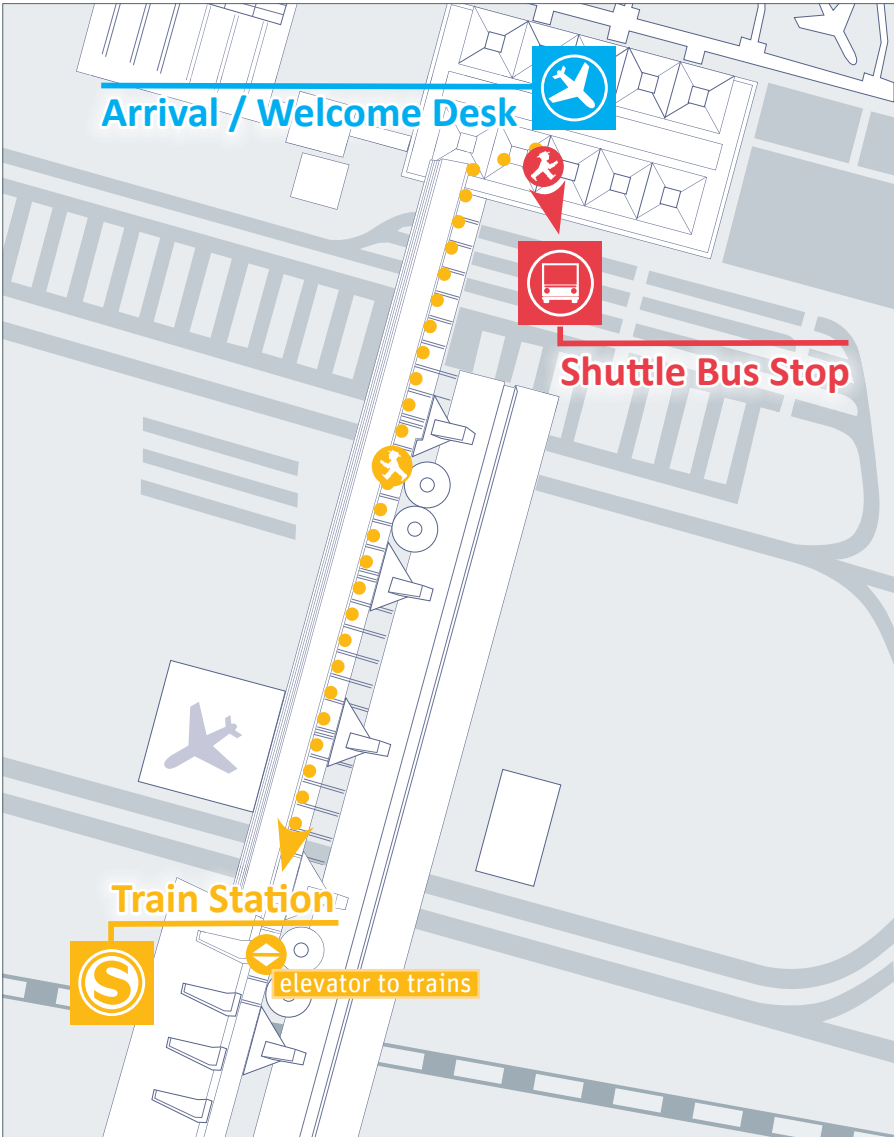 Arrival / Welcome Desk
Shuttle Bus Stop
Train Station
S
elevator to trains